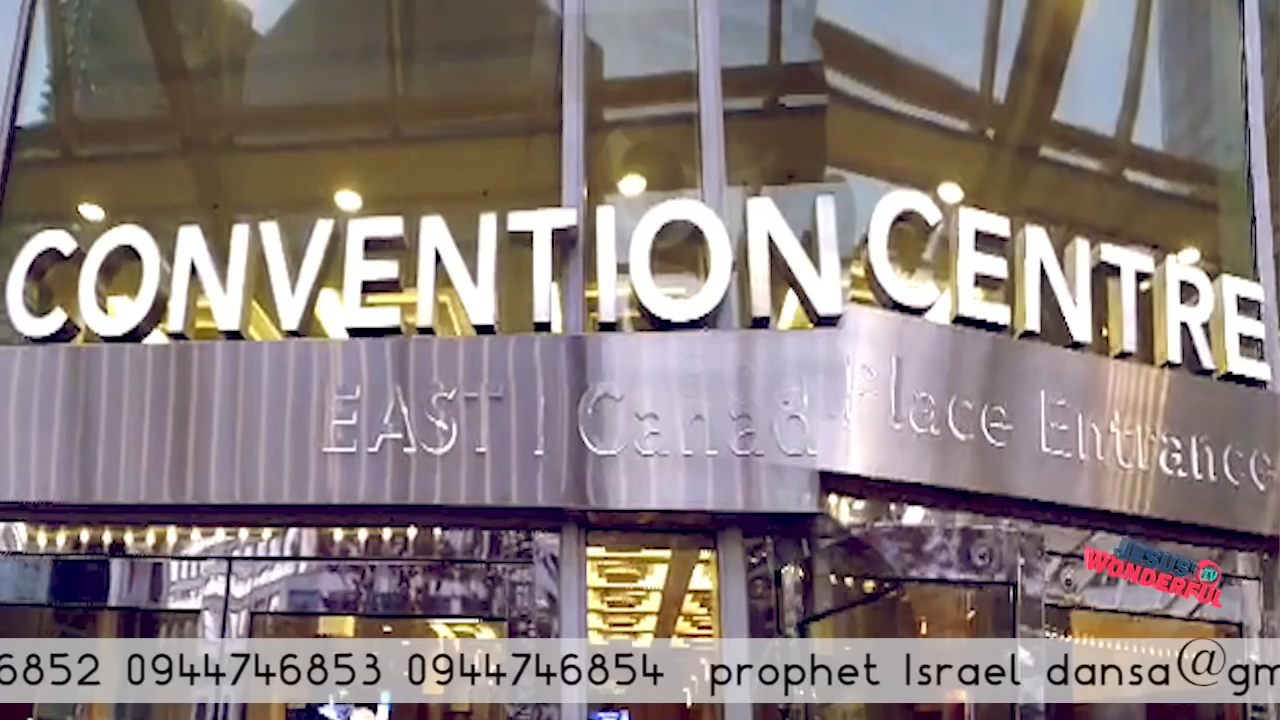 CONVENTION CENTRE
EAST | Canada Place Entrance
JESUS TV
WONDERFUL
6852 0944746853 0944746854 prophet Israel dansa@gm